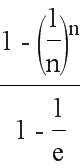 1 - (1/n)^n
1 - 1/e